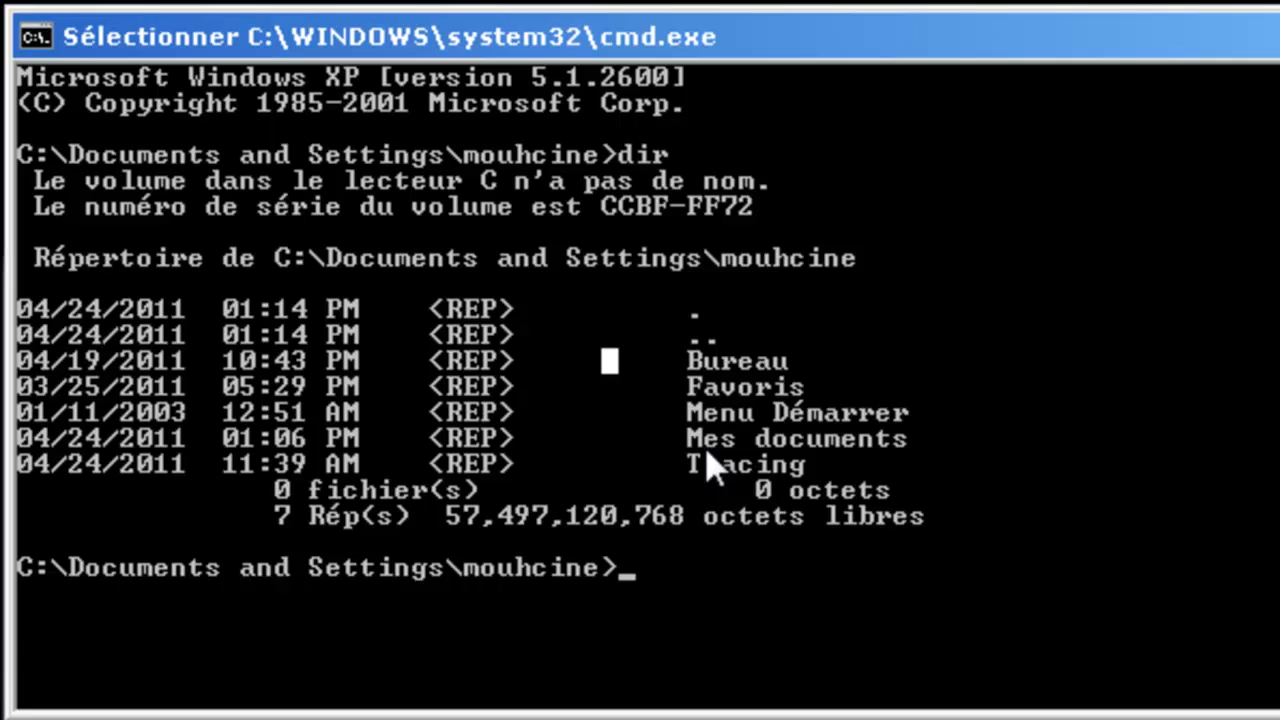 Sélectionner C:\WINDOWS\system32\cmd.exe
Microsoft Windows XP [version 5.1.2600]
(C) Copyright 1985-2001 Microsoft Corp.
C:\Documents and Settings\mouhcine>dir
Le volume dans le lecteur C n'a pas de nom.
Le numéro de série du volume est CCBF-FF72
Répertoire de C:\Documents and Settings\mouhcine
04/24/2011  01:14 PM    <REP>          .
04/24/2011  01:14 PM    <REP>          ..
04/19/2011  10:43 PM    <REP>          Bureau
03/25/2011  05:29 PM    <REP>          Favoris
01/11/2003  12:51 AM    <REP>          Menu Démarrer
04/24/2011  01:06 PM    <REP>          Mes documents
04/24/2011  11:39 AM    <REP>          Tracing
0 fichier(s)                0 octets
7 Rép(s)  57,497,120,768 octets libres
C:\Documents and Settings\mouhcine>_